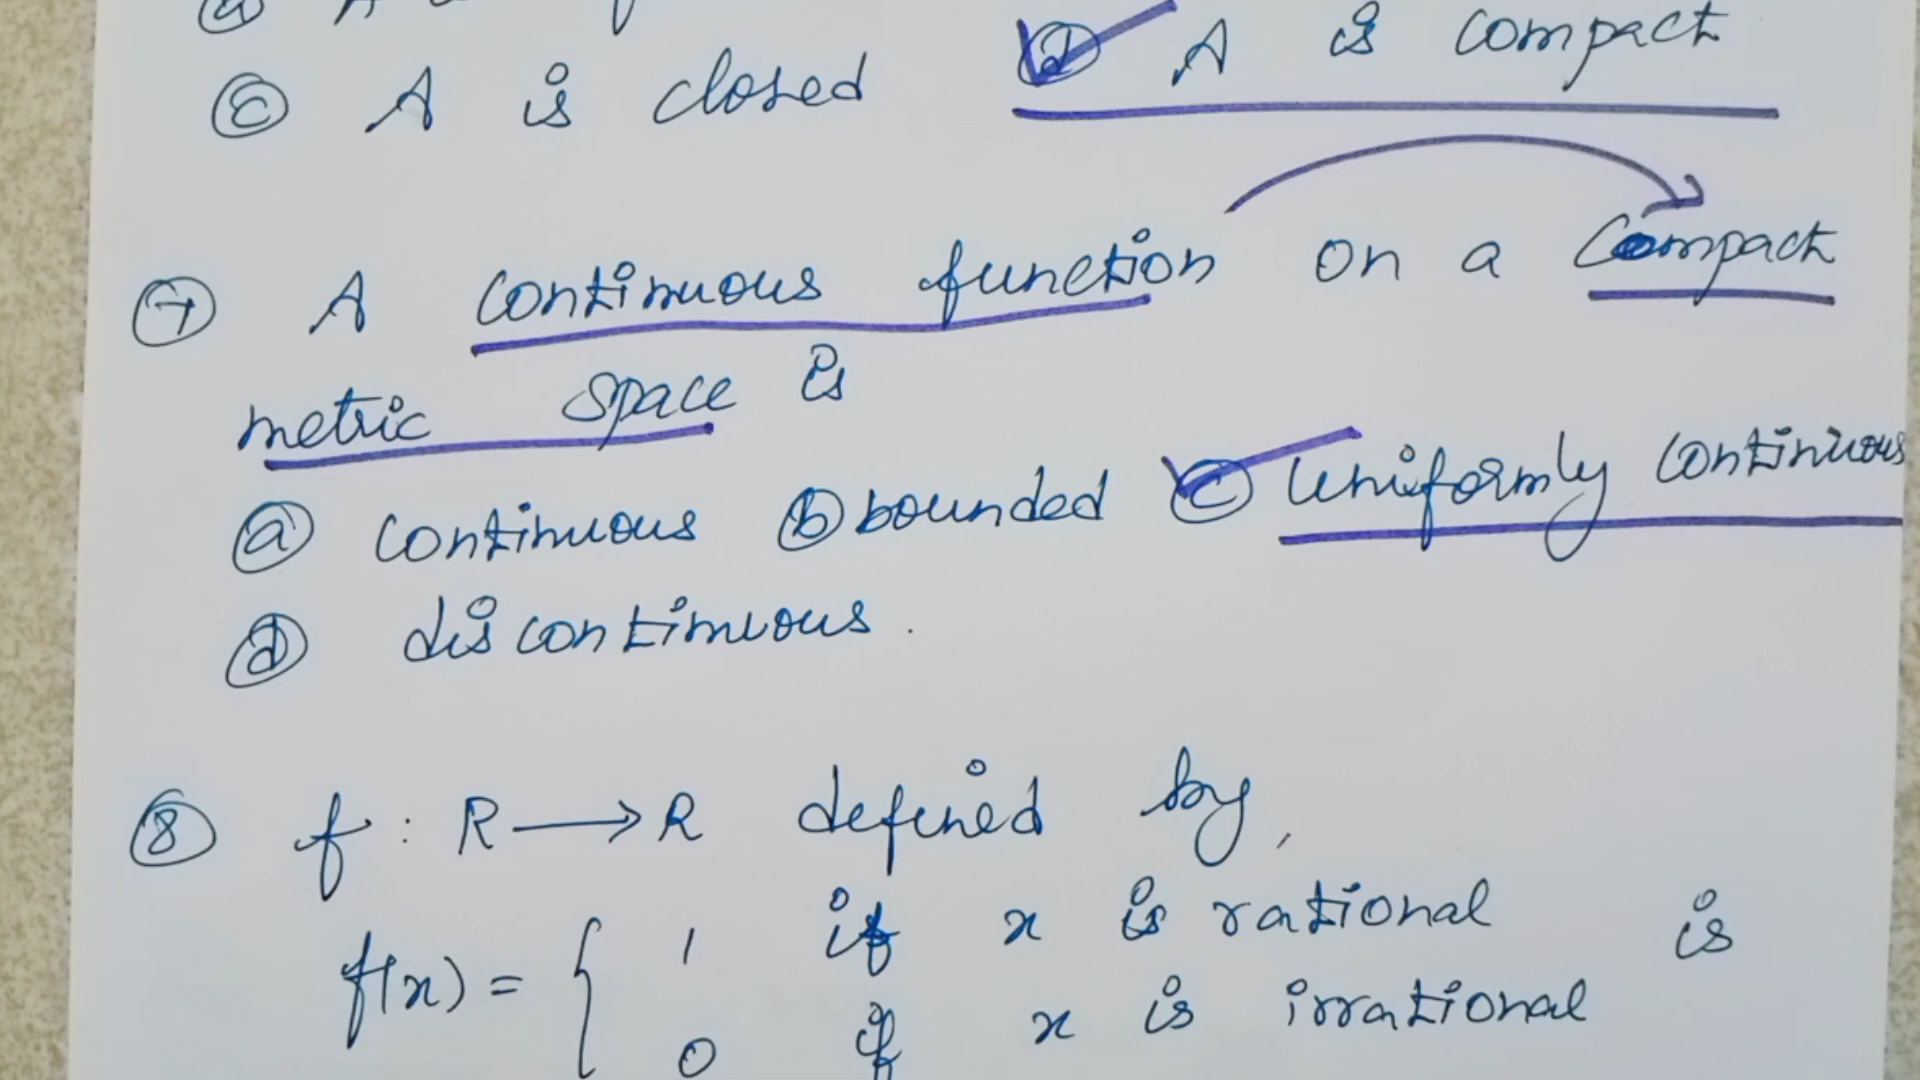 ⓐ A is
ⓒ A is closed ⓓ A is compact
⑦ A continuous function on a Compact
metric space is
ⓐ continuous ⓑ bounded ⓒ Uniformly continuous
ⓓ discontinuous.
⑧ f : R → R defined by,
f(x) = { 1 if x is rational is
0 if x is irrational